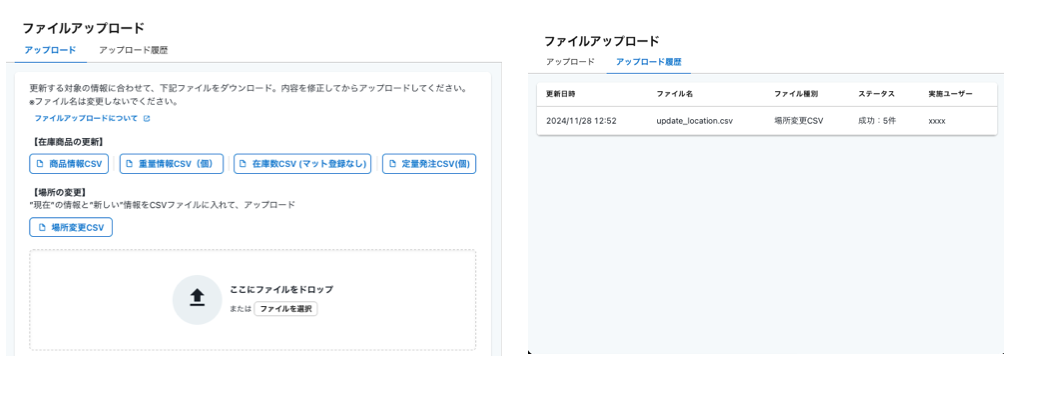 ファイルアップロード
アップロード アップロード履歴
更新する対象の情報に合わせて、下記ファイルをダウンロード。内容を修正してからアップロードしてください。
※ファイル名は変更しないでください。
ファイルアップロードについて
【在庫商品の更新】
商品情報CSV 重量情報CSV（個） 在庫数CSV (マット登録なし) 定量発注CSV(個)
【場所の変更】
"現在"の情報と"新しい"情報をCSVファイルに入れて、アップロード
場所変更CSV
ここにファイルをドロップ
または ファイルを選択
ファイルアップロード
アップロード アップロード履歴
更新日時 ファイル名 ファイル種別 ステータス 実施ユーザー
2024/11/28 12:52 update_location.csv 場所変更CSV 成功：5件 xxxx